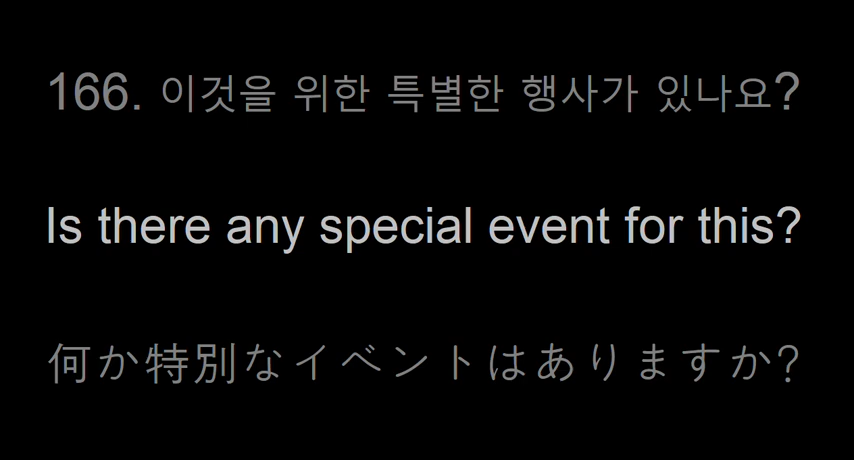 166. 이것을 위한 특별한 행사가 있나요?
Is there any special event for this?
何か特別なイベントはありますか?